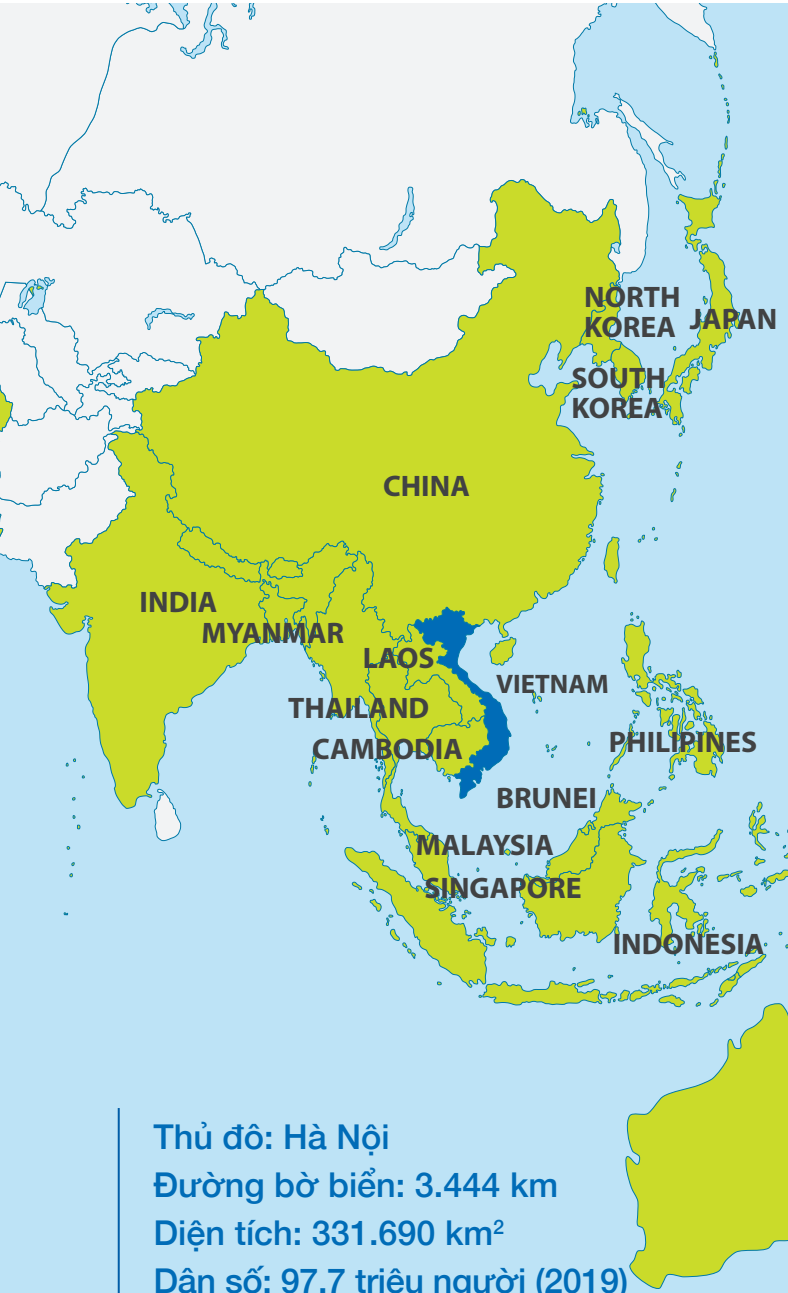 NORTH
KOREA
JAPAN
SOUTH
KOREA
CHINA
INDIA
MYANMAR
LAOS
VIETNAM
THAILAND
CAMBODIA
PHILIPINES
BRUNEI
MALAYSIA
SINGAPORE
INDONESIA
Thủ đô: Hà Nội
Đường bờ biển: 3.444 km
Diện tích: 331.690 km²
Dân số: 97.7 triệu người (2019)